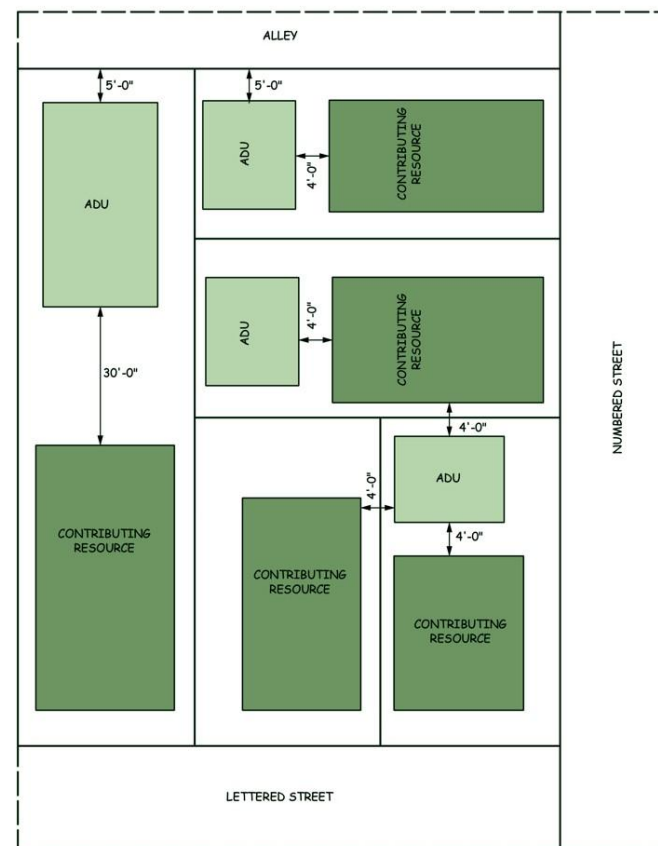 ALLEY
5'-0"
5'-0"
ADU
ADU
4'-0"
CONTRIBUTING
RESOURCE
ADU
4'-0"
CONTRIBUTING
RESOURCE
30'-0"
NUMBERED STREET
4'-0"
4'-0"
ADU
4'-0"
CONTRIBUTING
RESOURCE
CONTRIBUTING
RESOURCE
CONTRIBUTING
RESOURCE
LETTERED STREET